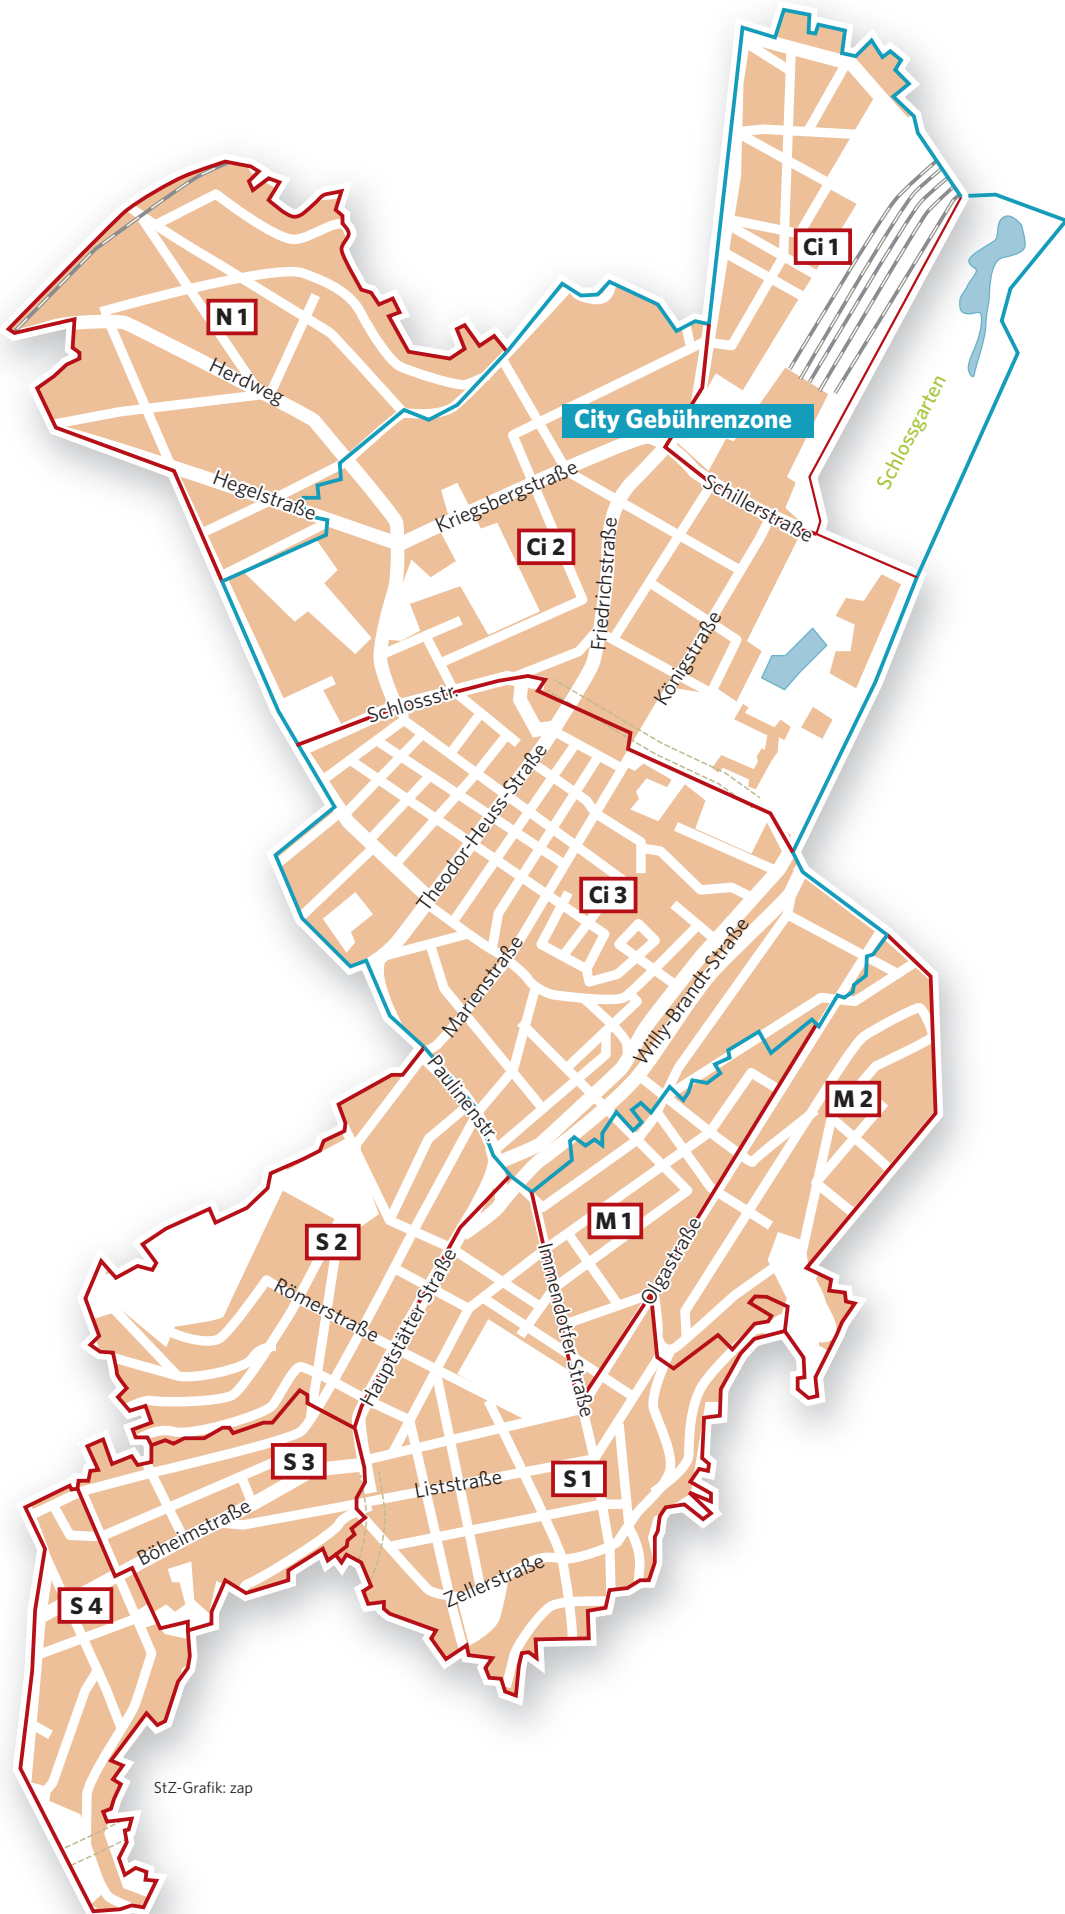 Ci 1
N 1
Herdweg
Schlossgarten
City Gebührenzone
Hegelstraße
Kriegsbergstraße
Schillerstraße
Ci 2
Friedrichstraße
Königstraße
Schlossstr.
Theodor-Heuss-Straße
Ci 3
Marienstraße
Willy-Brandt-Straße
Paulinenstr.
M 2
M 1
S 2
Olgastraße
Immendotfer Straße
Römerstraße
Hauptstätter Straße
S 3
Liststraße
S 1
Böheimstraße
Zellerstraße
S 4
StZ-Grafik: zap